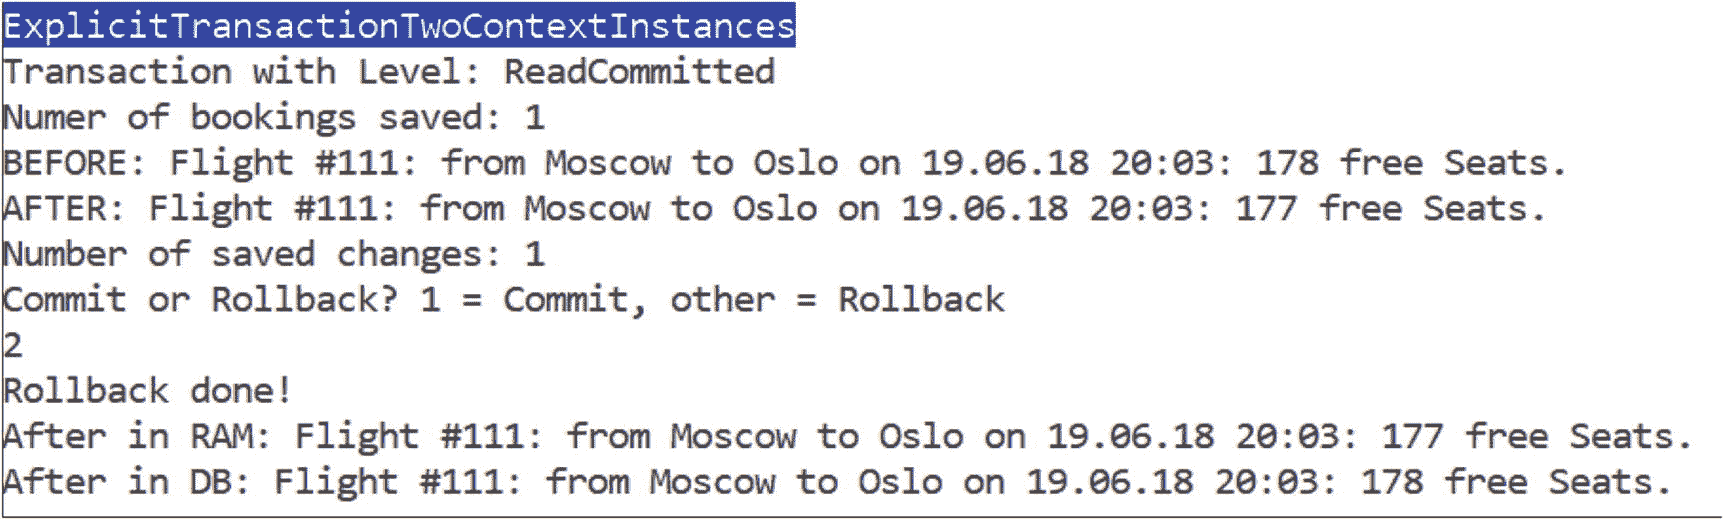 ExplicitTransactionTwoContextInstances
Transaction with Level: ReadCommitted
Numer of bookings saved: 1
BEFORE: Flight #111: from Moscow to Oslo on 19.06.18 20:03: 178 free Seats.
AFTER: Flight #111: from Moscow to Oslo on 19.06.18 20:03: 177 free Seats.
Number of saved changes: 1
Commit or Rollback? 1 = Commit, other = Rollback
2
Rollback done!
After in RAM: Flight #111: from Moscow to Oslo on 19.06.18 20:03: 177 free Seats.
After in DB: Flight #111: from Moscow to Oslo on 19.06.18 20:03: 178 free Seats.